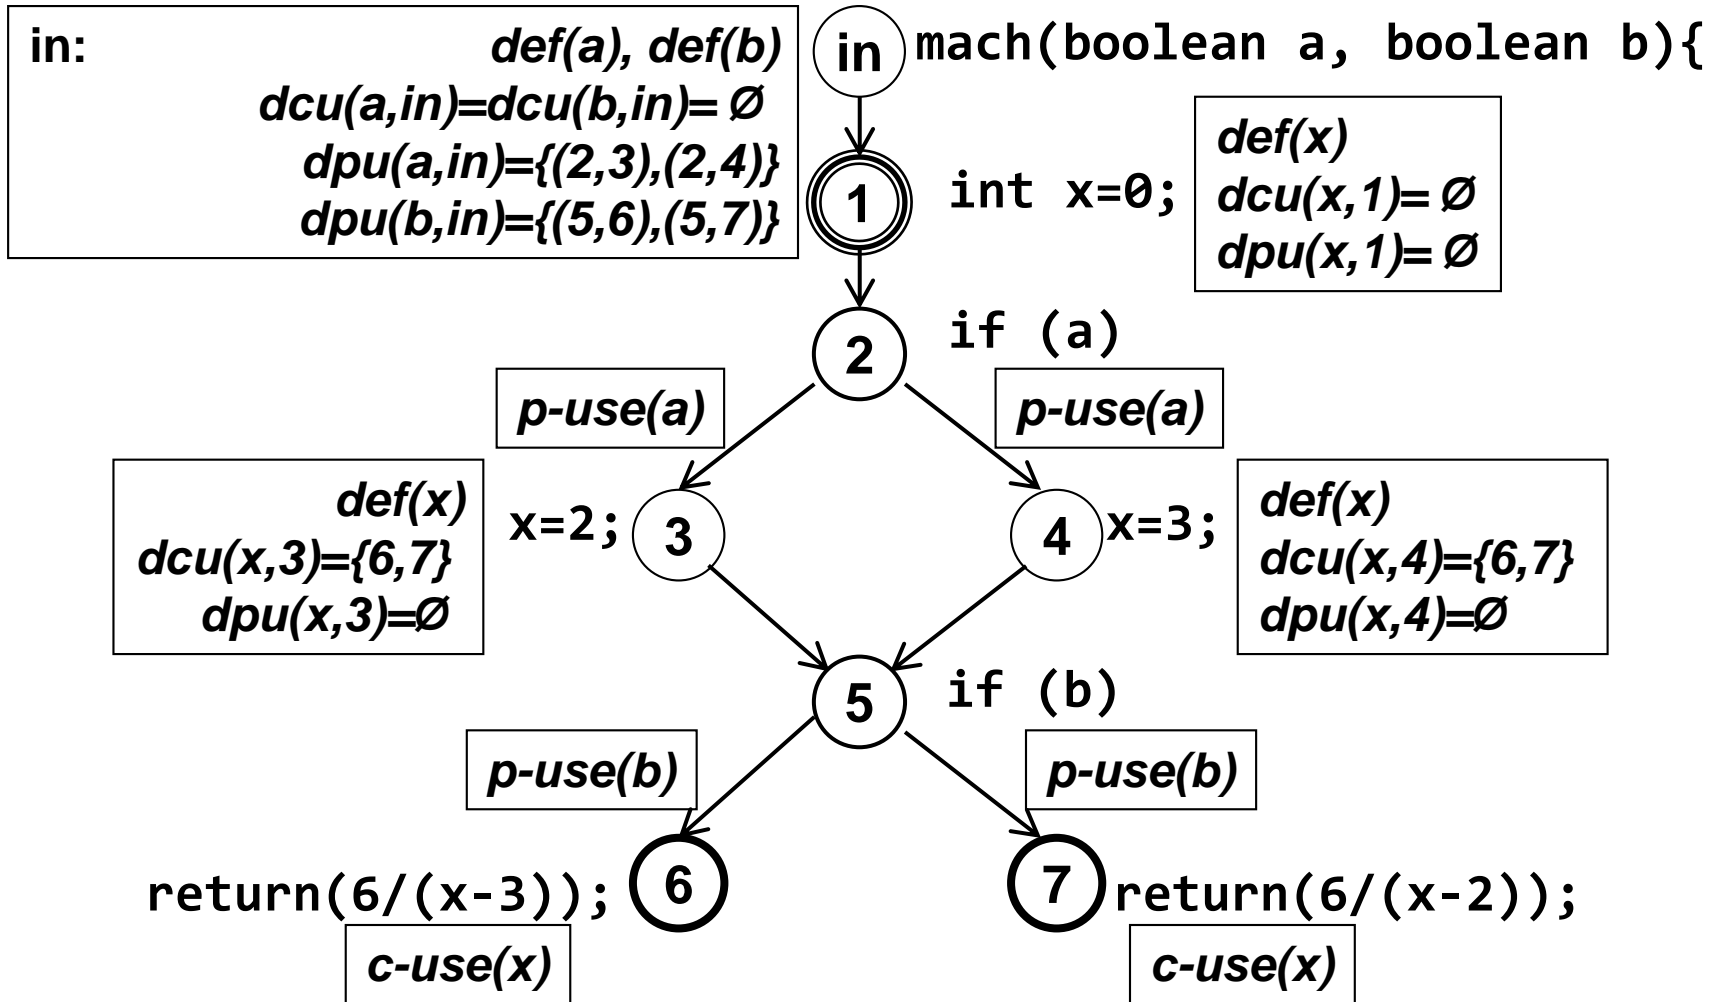 in: def(a), def(b)
dcu(a,in)=dcu(b,in)= Ø
dpu(a,in)={(2,3),(2,4)}
dpu(b,in)={(5,6),(5,7)}
in mach(boolean a, boolean b){
1 int x=0;
def(x)
dcu(x,1)= Ø
dpu(x,1)= Ø
2 if (a)
p-use(a)
p-use(a)
def(x)
dcu(x,3)={6,7}
dpu(x,3)=Ø
x=2; 3
4 x=3;
def(x)
dcu(x,4)={6,7}
dpu(x,4)=Ø
5 if (b)
p-use(b)
p-use(b)
return(6/(x-3)); 6
7 return(6/(x-2));
c-use(x)
c-use(x)